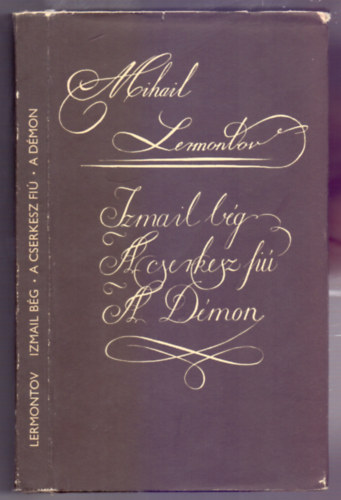 Mihail
Lermontov
Izmail bég
A cserkesz fiú
A Démon
LERMONTOV IZMAIL BÉG • A CSERKESZ FIÚ • A DÉMON